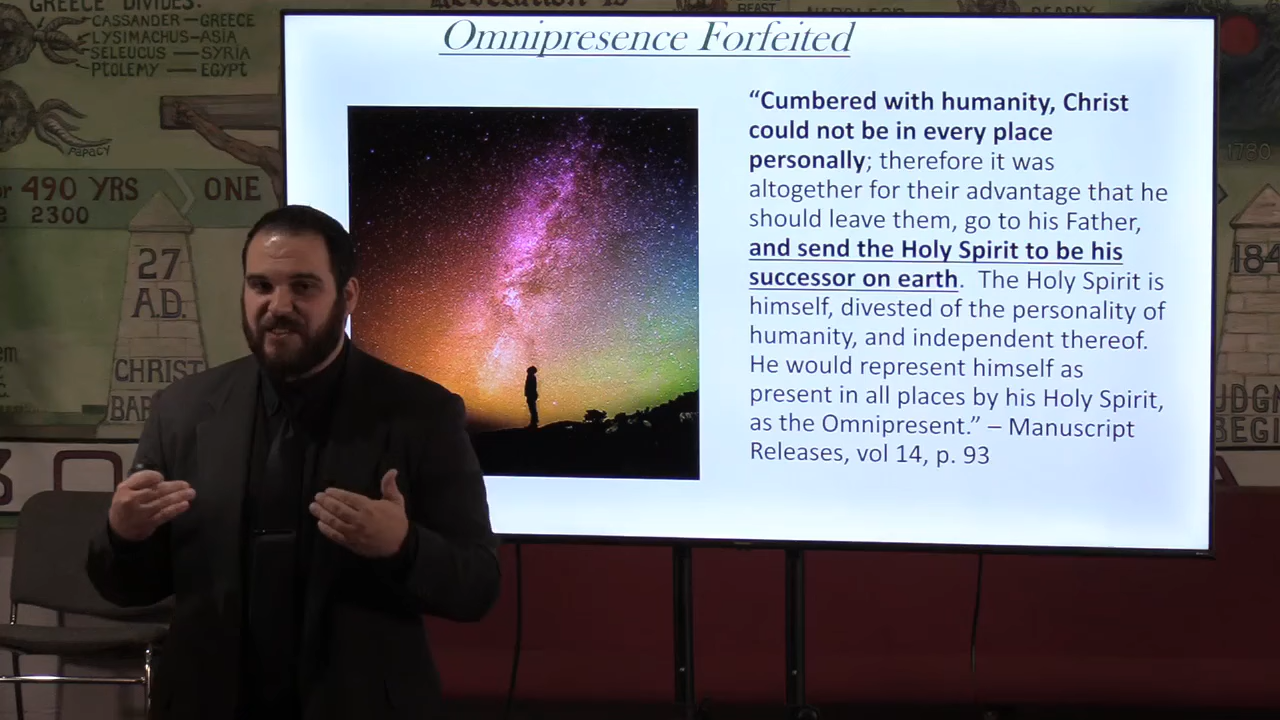 GREECE DIVIDES:
CASSANDER – GREECE
LYSIMACHUS – ASIA
SELEUCUS — SYRIA
PTOLEMY — EGYPT
PAPACY
490 YRS
ONE
2300
27
A.D.
CHRIST
Omnipresence Forfeited
“Cumbered with humanity, Christ
could not be in every place
personally; therefore it was
altogether for their advantage that he
should leave them, go to his Father,
and send the Holy Spirit to be his
successor on earth. The Holy Spirit is
himself, divested of the personality of
humanity, and independent thereof.
He would represent himself as
present in all places by his Holy Spirit,
as the Omnipresent.” – Manuscript
Releases, vol 14, p. 93
BEAST
1780